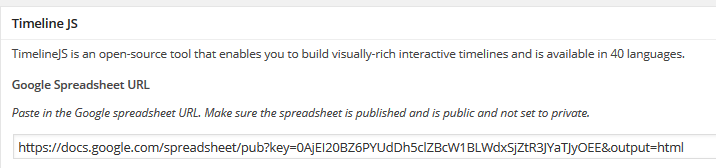 Timeline JS
TimelineJS is an open-source tool that enables you to build visually-rich interactive timelines and is available in 40 languages.
Google Spreadsheet URL
Paste in the Google spreadsheet URL. Make sure the spreadsheet is published and is public and not set to private.
https://docs.google.com/spreadsheet/pub?key=0AjEI20BZ6PYUdDh5clZBcW1BLWdxSjZtR3JYaTJyOEE&output=html